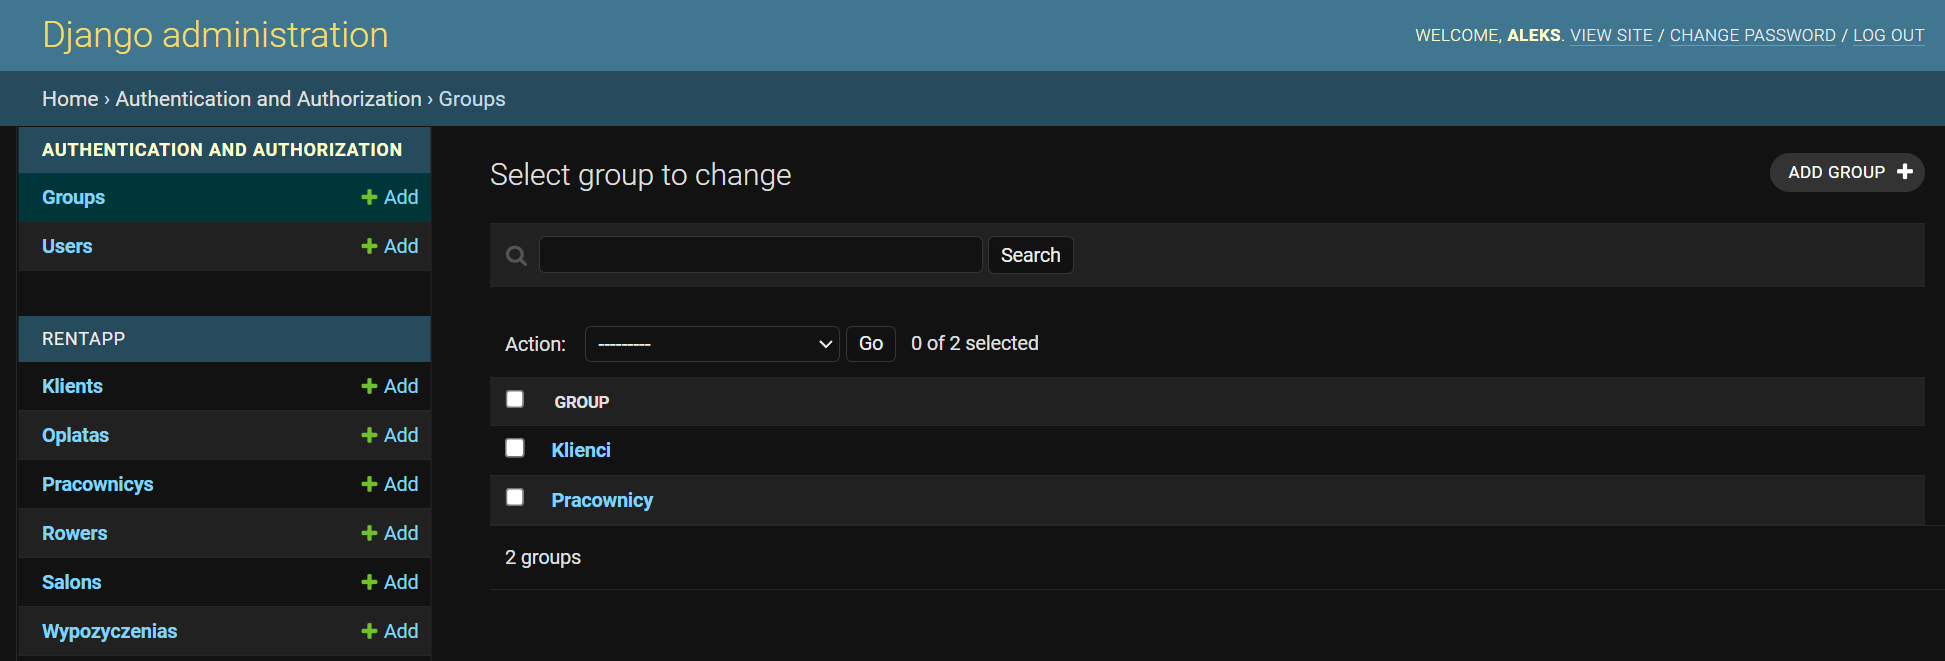 Django administration
WELCOME, ALEKS. VIEW SITE / CHANGE PASSWORD / LOG OUT
Home › Authentication and Authorization › Groups
AUTHENTICATION AND AUTHORIZATION
Groups + Add
Users + Add
RENTAPP
Klients + Add
Oplatas + Add
Pracownicys + Add
Rowers + Add
Salons + Add
Wypozyczenias + Add
Select group to change
ADD GROUP +
Search
Action: --------- Go 0 of 2 selected
GROUP
Klienci
Pracownicy
2 groups